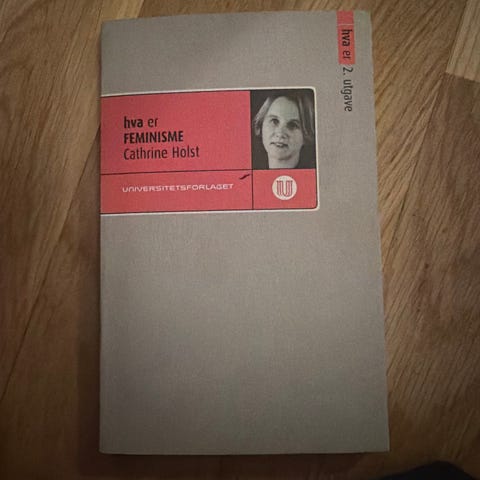 hva er
FEMINISME
Cathrine Holst
UNIVERSITETSFORLAGET
hva er 2. utgave